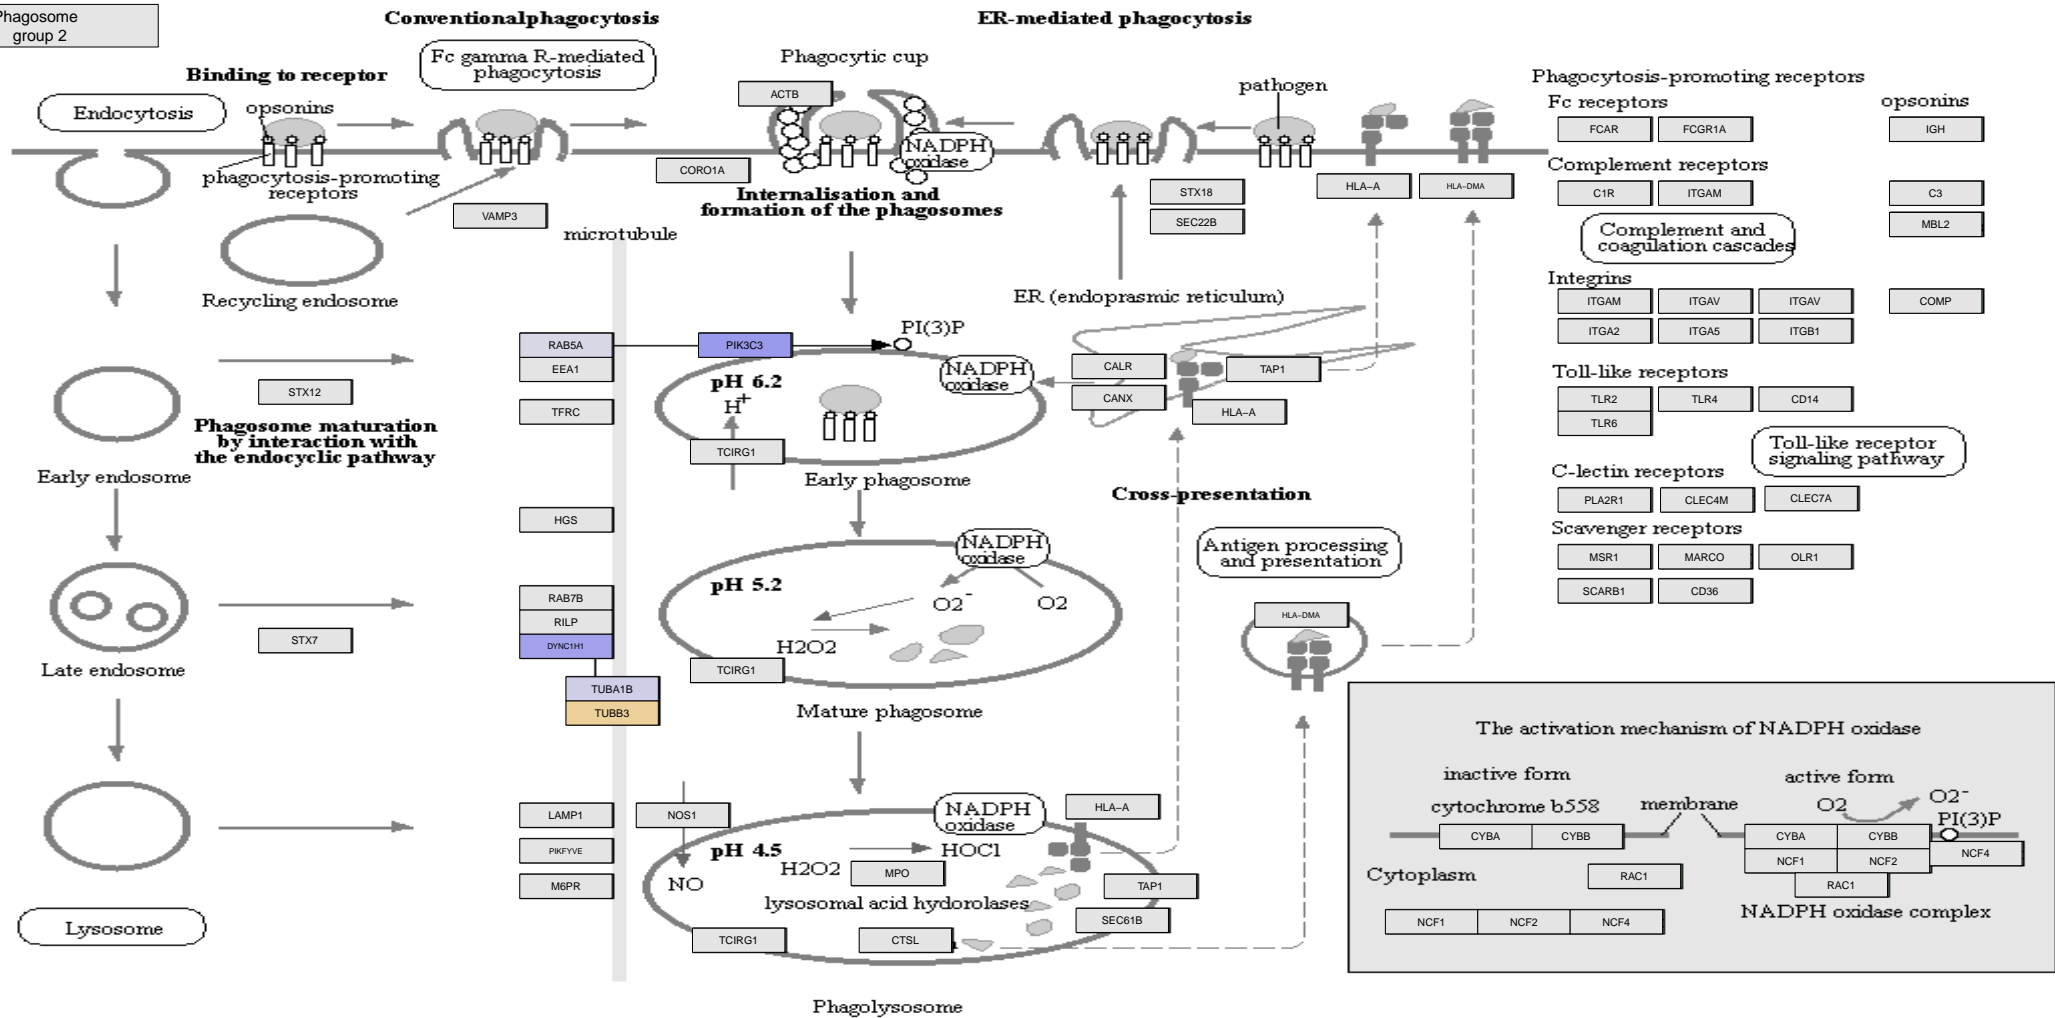 Phagosome
group 2
Conventionalphagocytosis
ER-mediated phagocytosis
Fc gamma R-mediated
phagocytosis
Phagocytic cup
Binding to receptor
Endocytosis
opsonins
ACTB
pathogen
NADPH
oxidase
phagocytosis-promoting
receptors
CORO1A
VAMP3
Internalisation and
formation of the phagosomes
STX18
SEC22B
HLA-A
HLA-DMA
microtubule
Recycling endosome
ER (endoprasmic reticulum)
PI(3)P
RAB5A
EEA1
PIK3C3
TFRC
STX12
Phagosome maturation
by interaction with
the endocyclic pathway
Early endosome
pH 6.2
H+
NADPH
oxidase
TCIRG1
Early phagosome
CALR
CANX
TAP1
HLA-A
Cross-presentation
HGS
NADPH
oxidase
pH 5.2
O2-
O2
H2O2
TCIRG1
Mature phagosome
Antigen processing
and presentation
HLA-DMA
RAB7B
RILP
DYNC1H1
STX7
Late endosome
TUBA1B
TUBB3
LAMP1
PIKFYVE
M6PR
NOS1
NADPH
oxidase
HLA-A
pH 4.5
H2O2
HOCl
MPO
NO
lysosomal acid hydorolases
TAP1
SEC61B
TCIRG1
CTSL
Lysosome
Phagolysosome
Phagocytosis-promoting receptors
Fc receptors
opsonins
FCAR
FCGR1A
IGH
Complement receptors
C1R
ITGAM
C3
MBL2
Complement and
coagulation cascades
Integrins
ITGAM
ITGAV
ITGAV
COMP
ITGA2
ITGA5
ITGB1
Toll-like receptors
TLR2
TLR4
CD14
TLR6
Toll-like receptor
signaling pathway
C-lectin receptors
PLA2R1
CLEC4M
CLEC7A
Scavenger receptors
MSR1
MARCO
OLR1
SCARB1
CD36
The activation mechanism of NADPH oxidase
inactive form
active form
cytochrome b558
membrane
O2
O2-
PI(3)P
CYBA
CYBB
CYBA
CYBB
NCF1
NCF2
NCF4
Cytoplasm
RAC1
RAC1
NADPH oxidase complex
NCF1
NCF2
NCF4